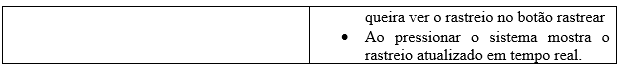 queira ver o rastreio no botão rastrear
• Ao pressionar o sistema mostra o
rastreio atualizado em tempo real.